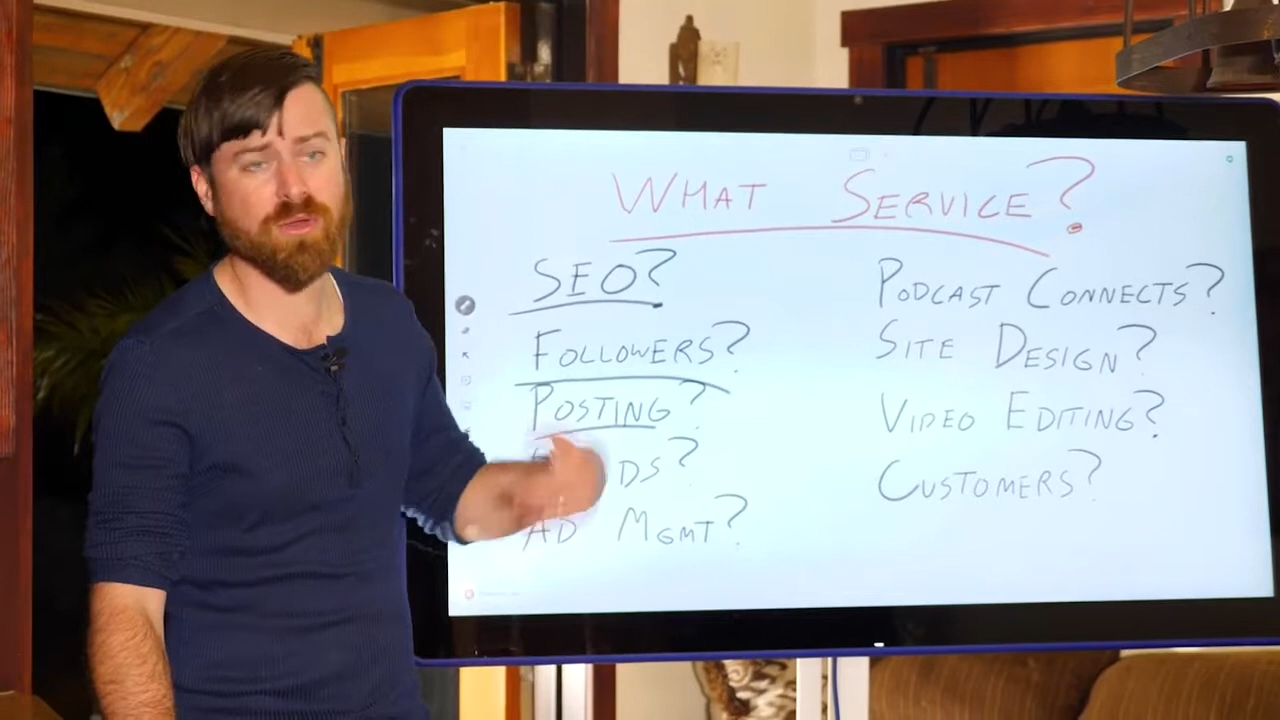 WHAT SERVICE?
SEO?
FOLLOWERS?
POSTING?
DS?
AD MGMT?
PODCAST CONNECTS?
SITE DESIGN?
VIDEO EDITING?
CUSTOMERS?